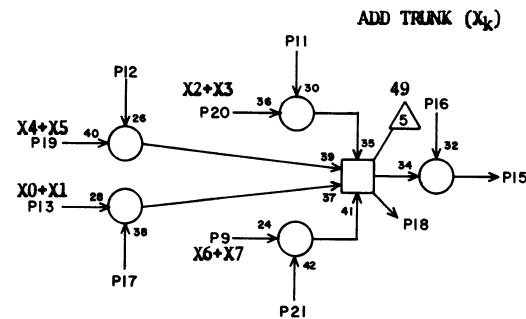 ADD TRUNK (Xk)
P11
P12
X2+X3
30
49
P16
P20
36
5
X4+X5
26
32
P19
40
35
39
34
P15
X0+X1
37
P13
28
41
P18
38
24
P9
X6+X7
42
P17
P21